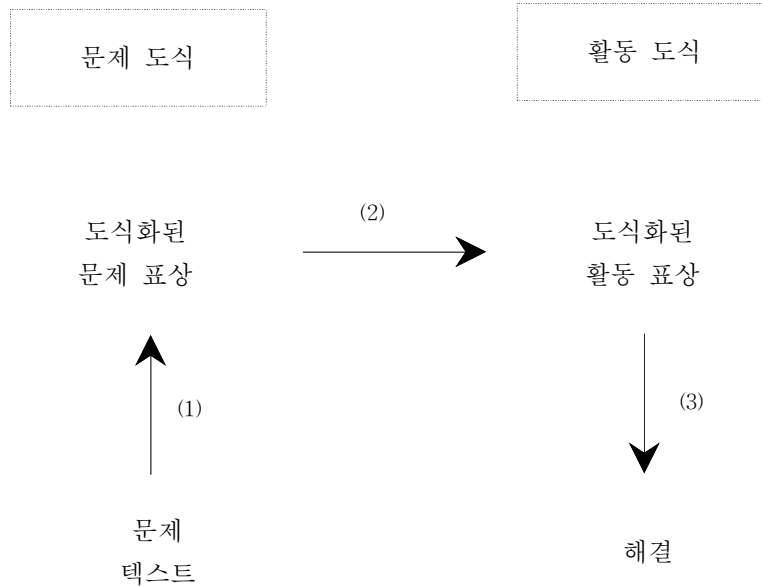 문제 도식
활동 도식
(2)
도식화된
문제 표상
도식화된
활동 표상
(1)
(3)
문제
텍스트
해결